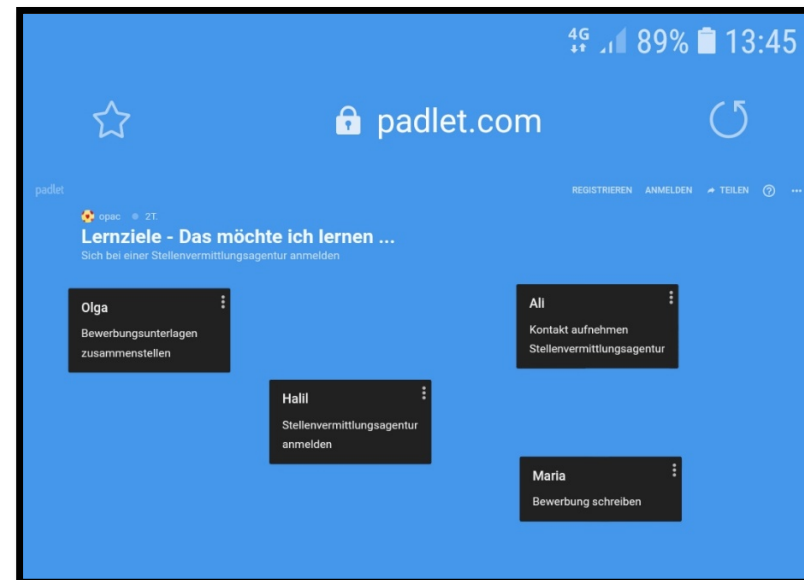 4G 89% 13:45
padlet.com
padlet REGISTRIEREN ANMELDEN TEILEN ? ...
opac 2T.
Lernziele - Das möchte ich lernen ...
Sich bei einer Stellenvermittlungsagentur anmelden
Olga
Bewerbungsunterlagen
zusammenstellen
Ali
Kontakt aufnehmen
Stellenvermittlungsagentur
Halil
Stellenvermittlungsagentur
anmelden
Maria
Bewerbung schreiben